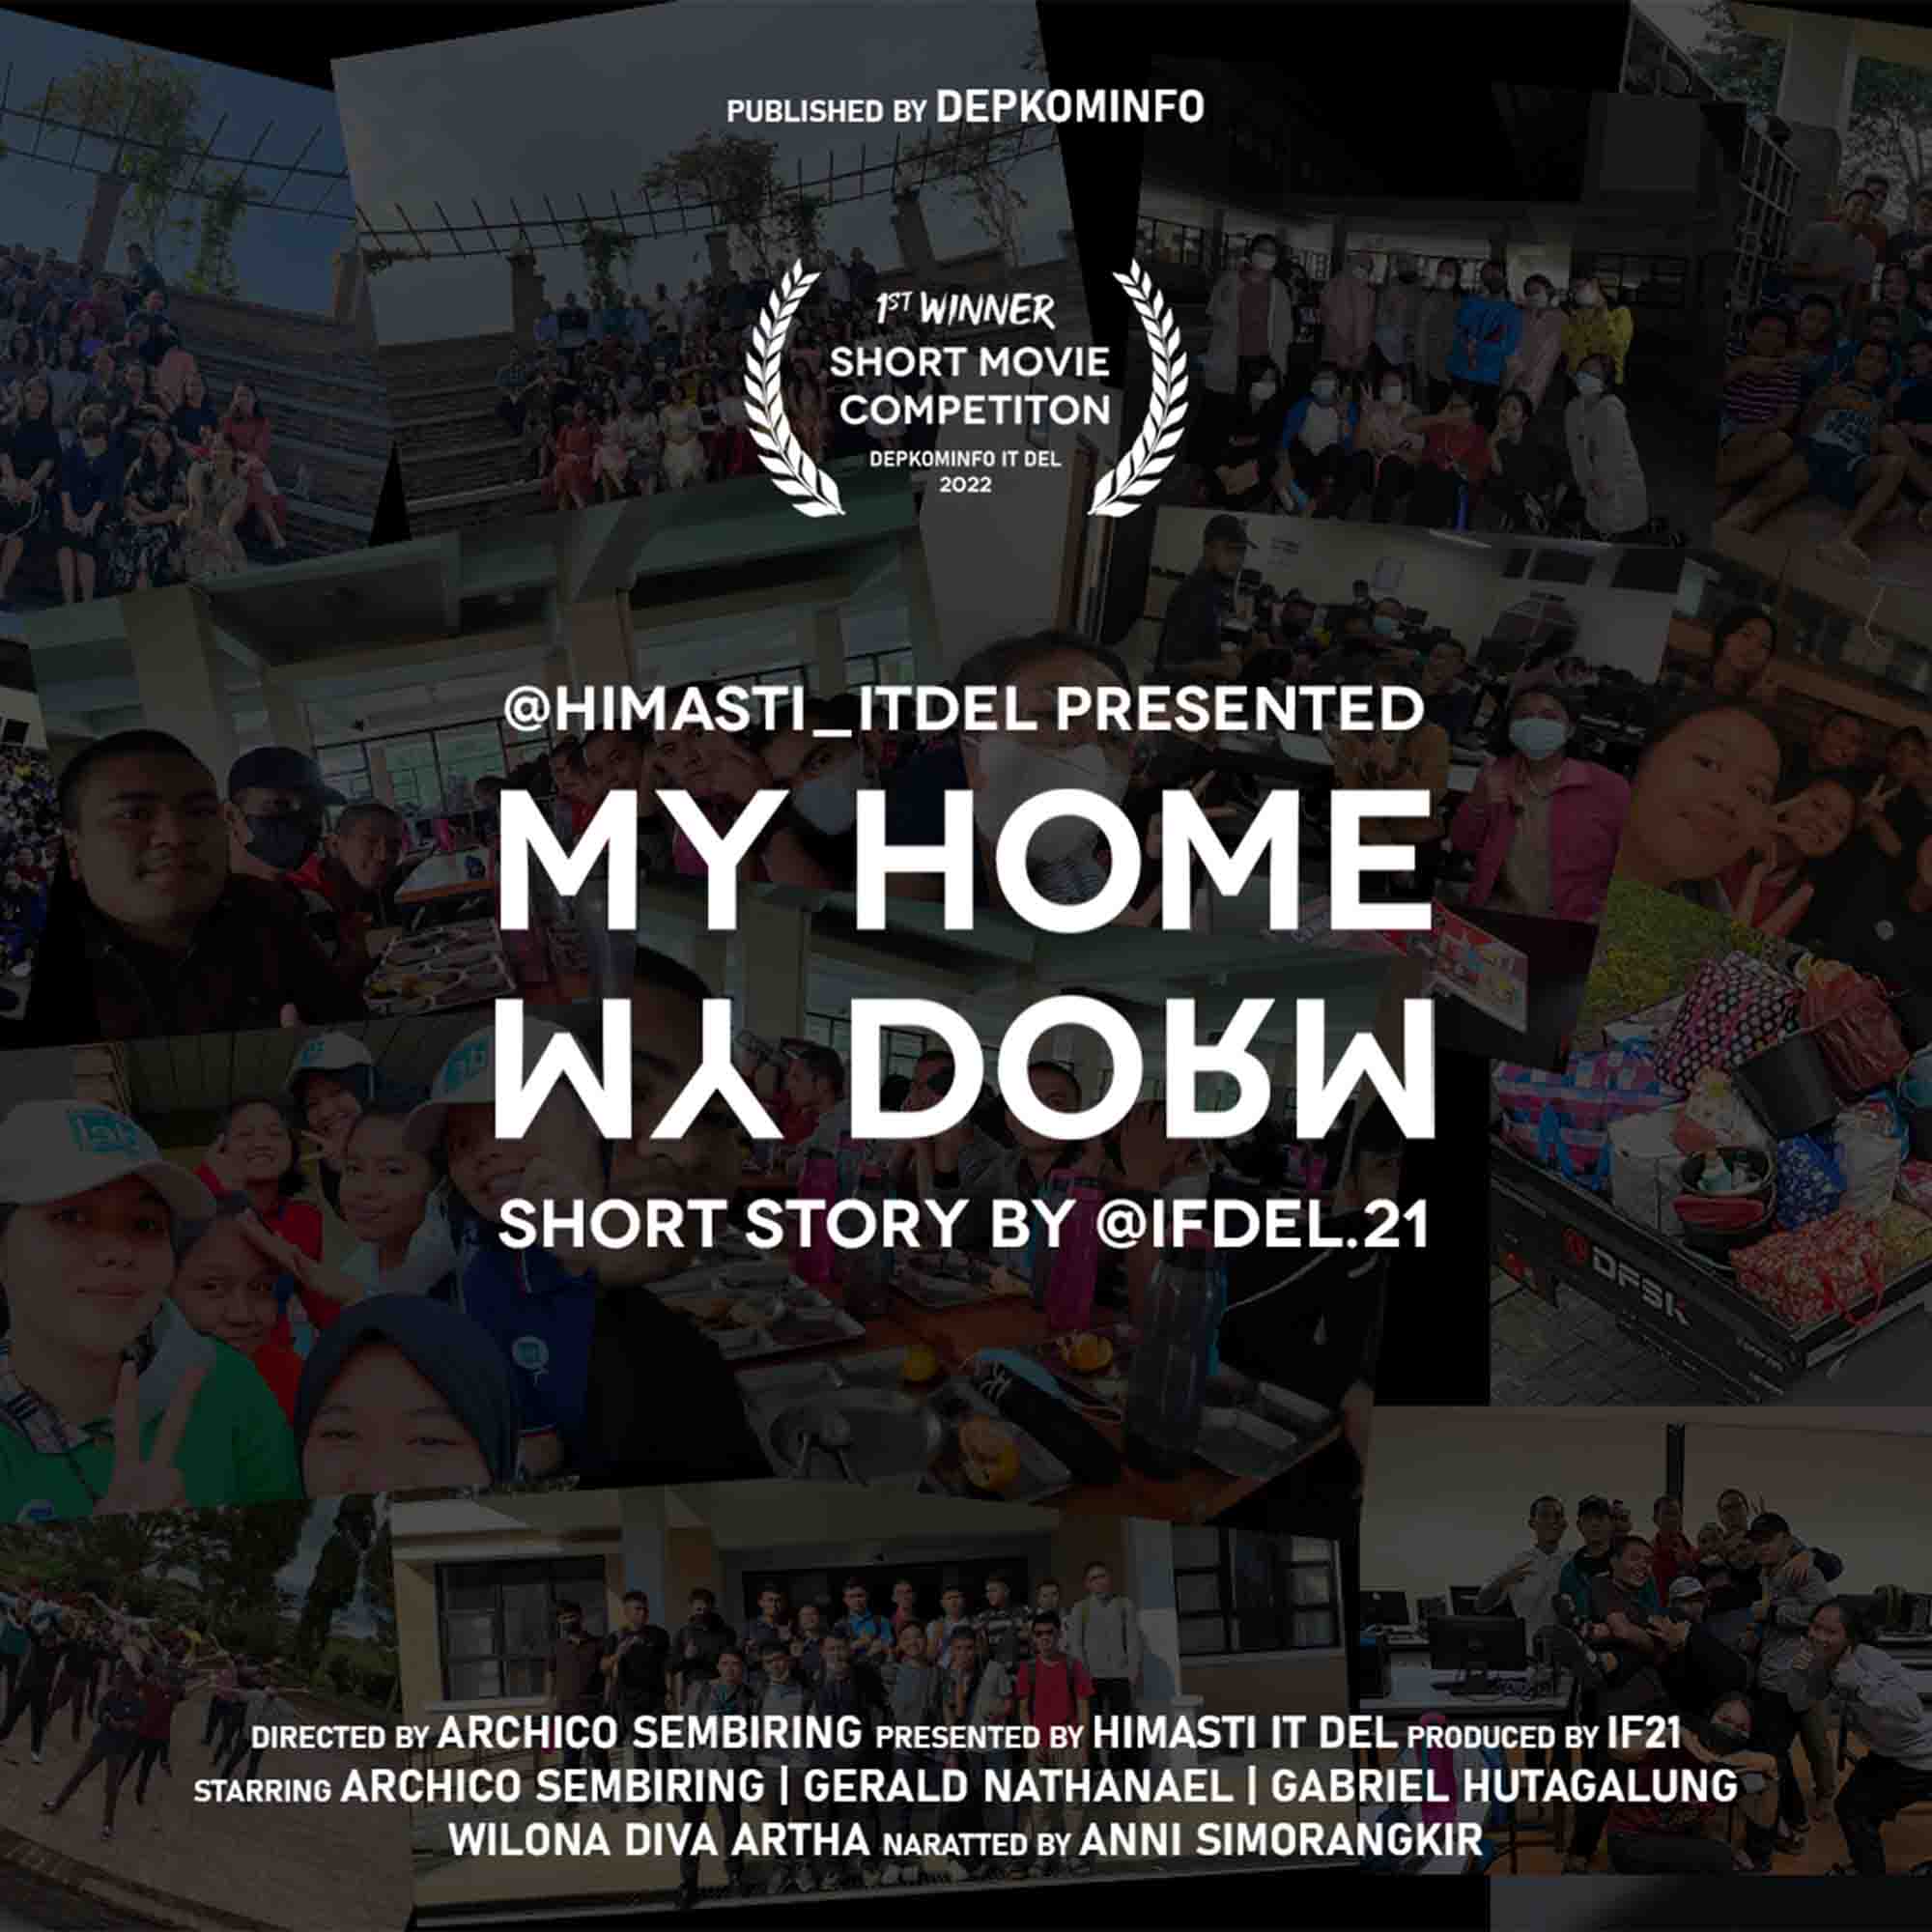 PUBLISHED BY DEPKOMINFO
1ST WINNER
SHORT MOVIE
COMPETITON
DEPKOMINFO IT DEL
2022
@HIMASTI_ITDEL PRESENTED
MY HOME
MY DORM
SHORT STORY BY @IFDEL.21
DFSK
DIRECTED BY ARCHICO SEMBIRING PRESENTED BY HIMASTI IT DEL PRODUCED BY IF21
STARRING ARCHICO SEMBIRING | GERALD NATHANAEL | GABRIEL HUTAGALUNG
WILONA DIVA ARTHA NARATTED BY ANNI SIMORANGKIR